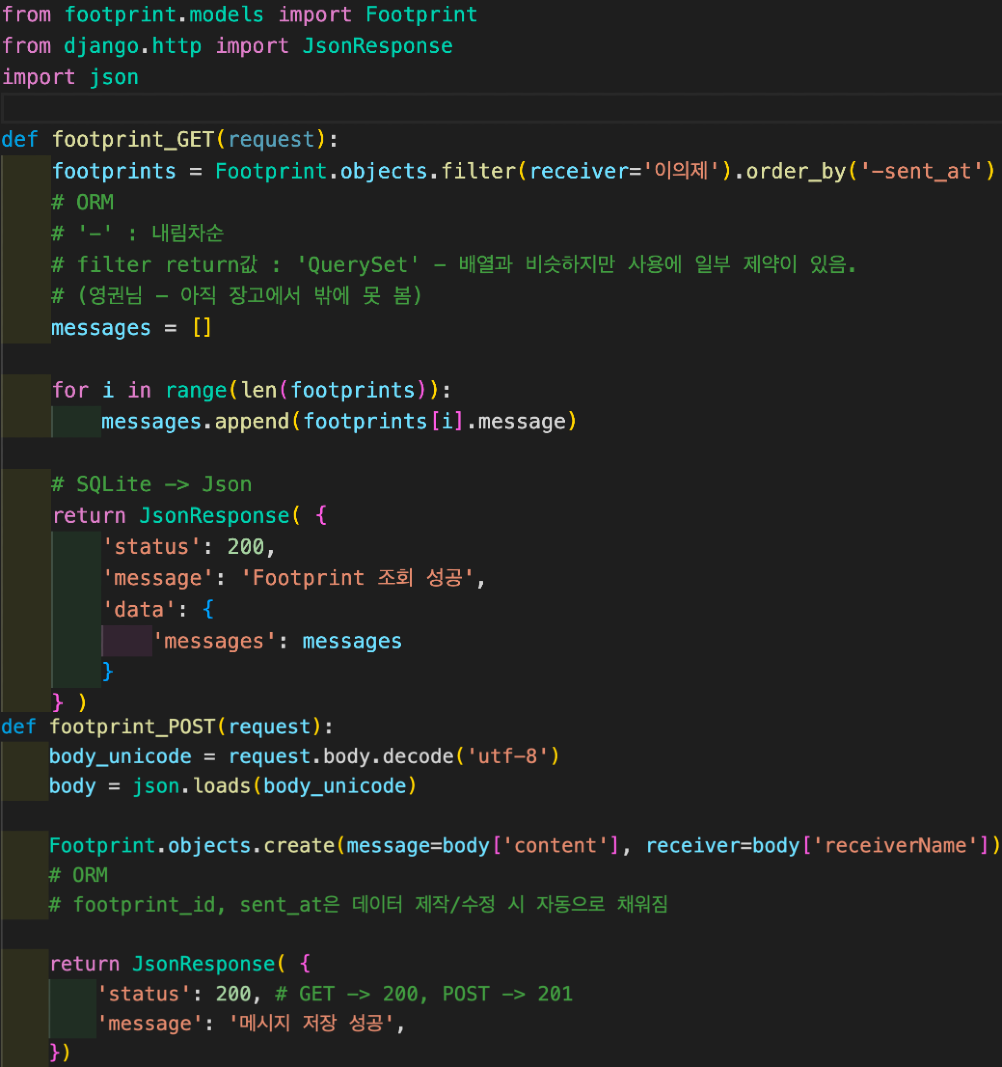 from footprint.models import Footprint
from django.http import JsonResponse
import json
def footprint_GET(request):
footprints = Footprint.objects.filter(receiver='이의제').order_by('-sent_at')
# ORM
# '-' : 내림차순
# filter return값 : 'QuerySet' - 배열과 비슷하지만 사용에 일부 제약이 있음.
# (영권님 - 아직 장고에서 밖에 못 봄)
messages = []
for i in range(len(footprints)):
messages.append(footprints[i].message)
# SQLite -> Json
return JsonResponse( {
'status': 200,
'message': 'Footprint 조회 성공',
'data': {
'messages': messages
}
} )
def footprint_POST(request):
body_unicode = request.body.decode('utf-8')
body = json.loads(body_unicode)
Footprint.objects.create(message=body['content'], receiver=body['receiverName'])
# ORM
# footprint_id, sent_at은 데이터 제작/수정 시 자동으로 채워짐
return JsonResponse( {
'status': 200, # GET -> 200, POST -> 201
'message': '메시지 저장 성공',
})